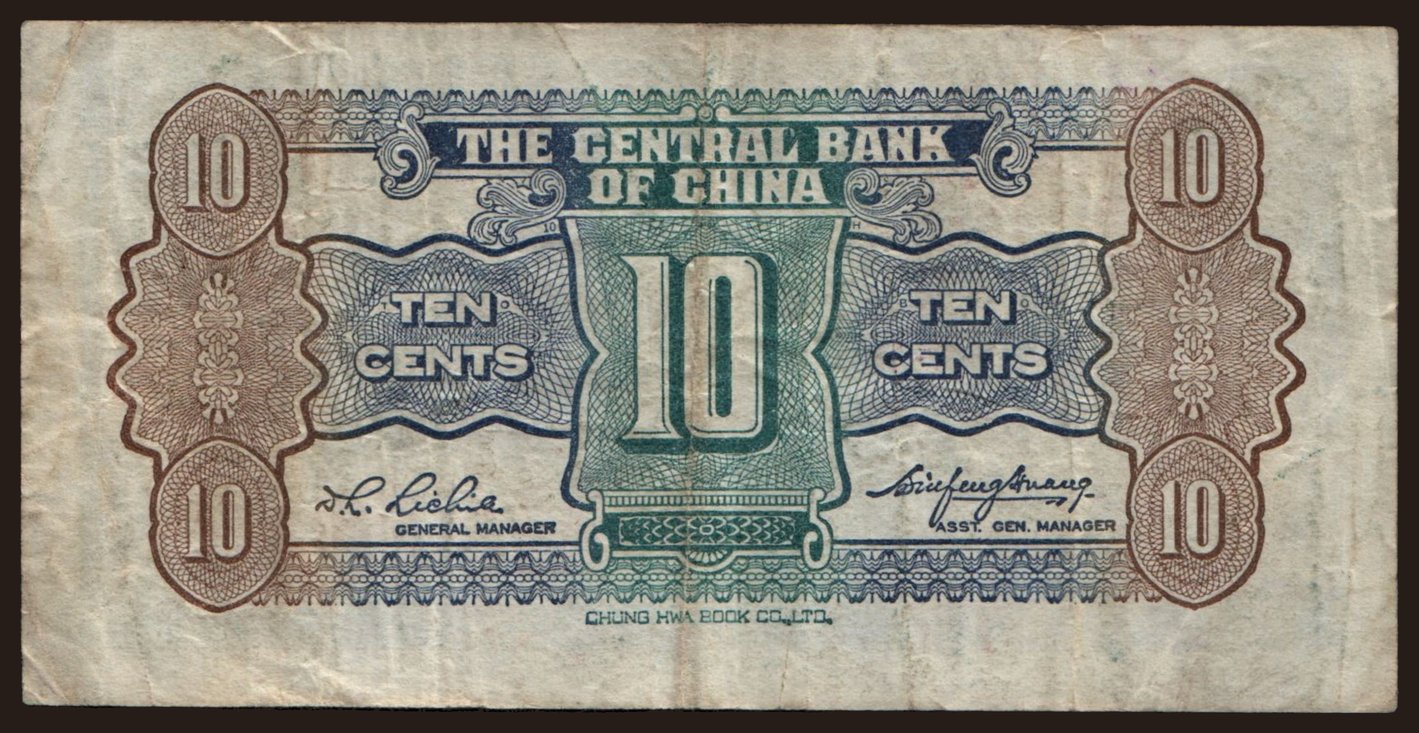 10
10
THE CENTRAL BANK
OF CHINA
10
H
10
TEN
CENTS
TEN
CENTS
GENERAL MANAGER
ASST. GEN. MANAGER
10
10
CHUNG HWA BOOK CO.,LTD.